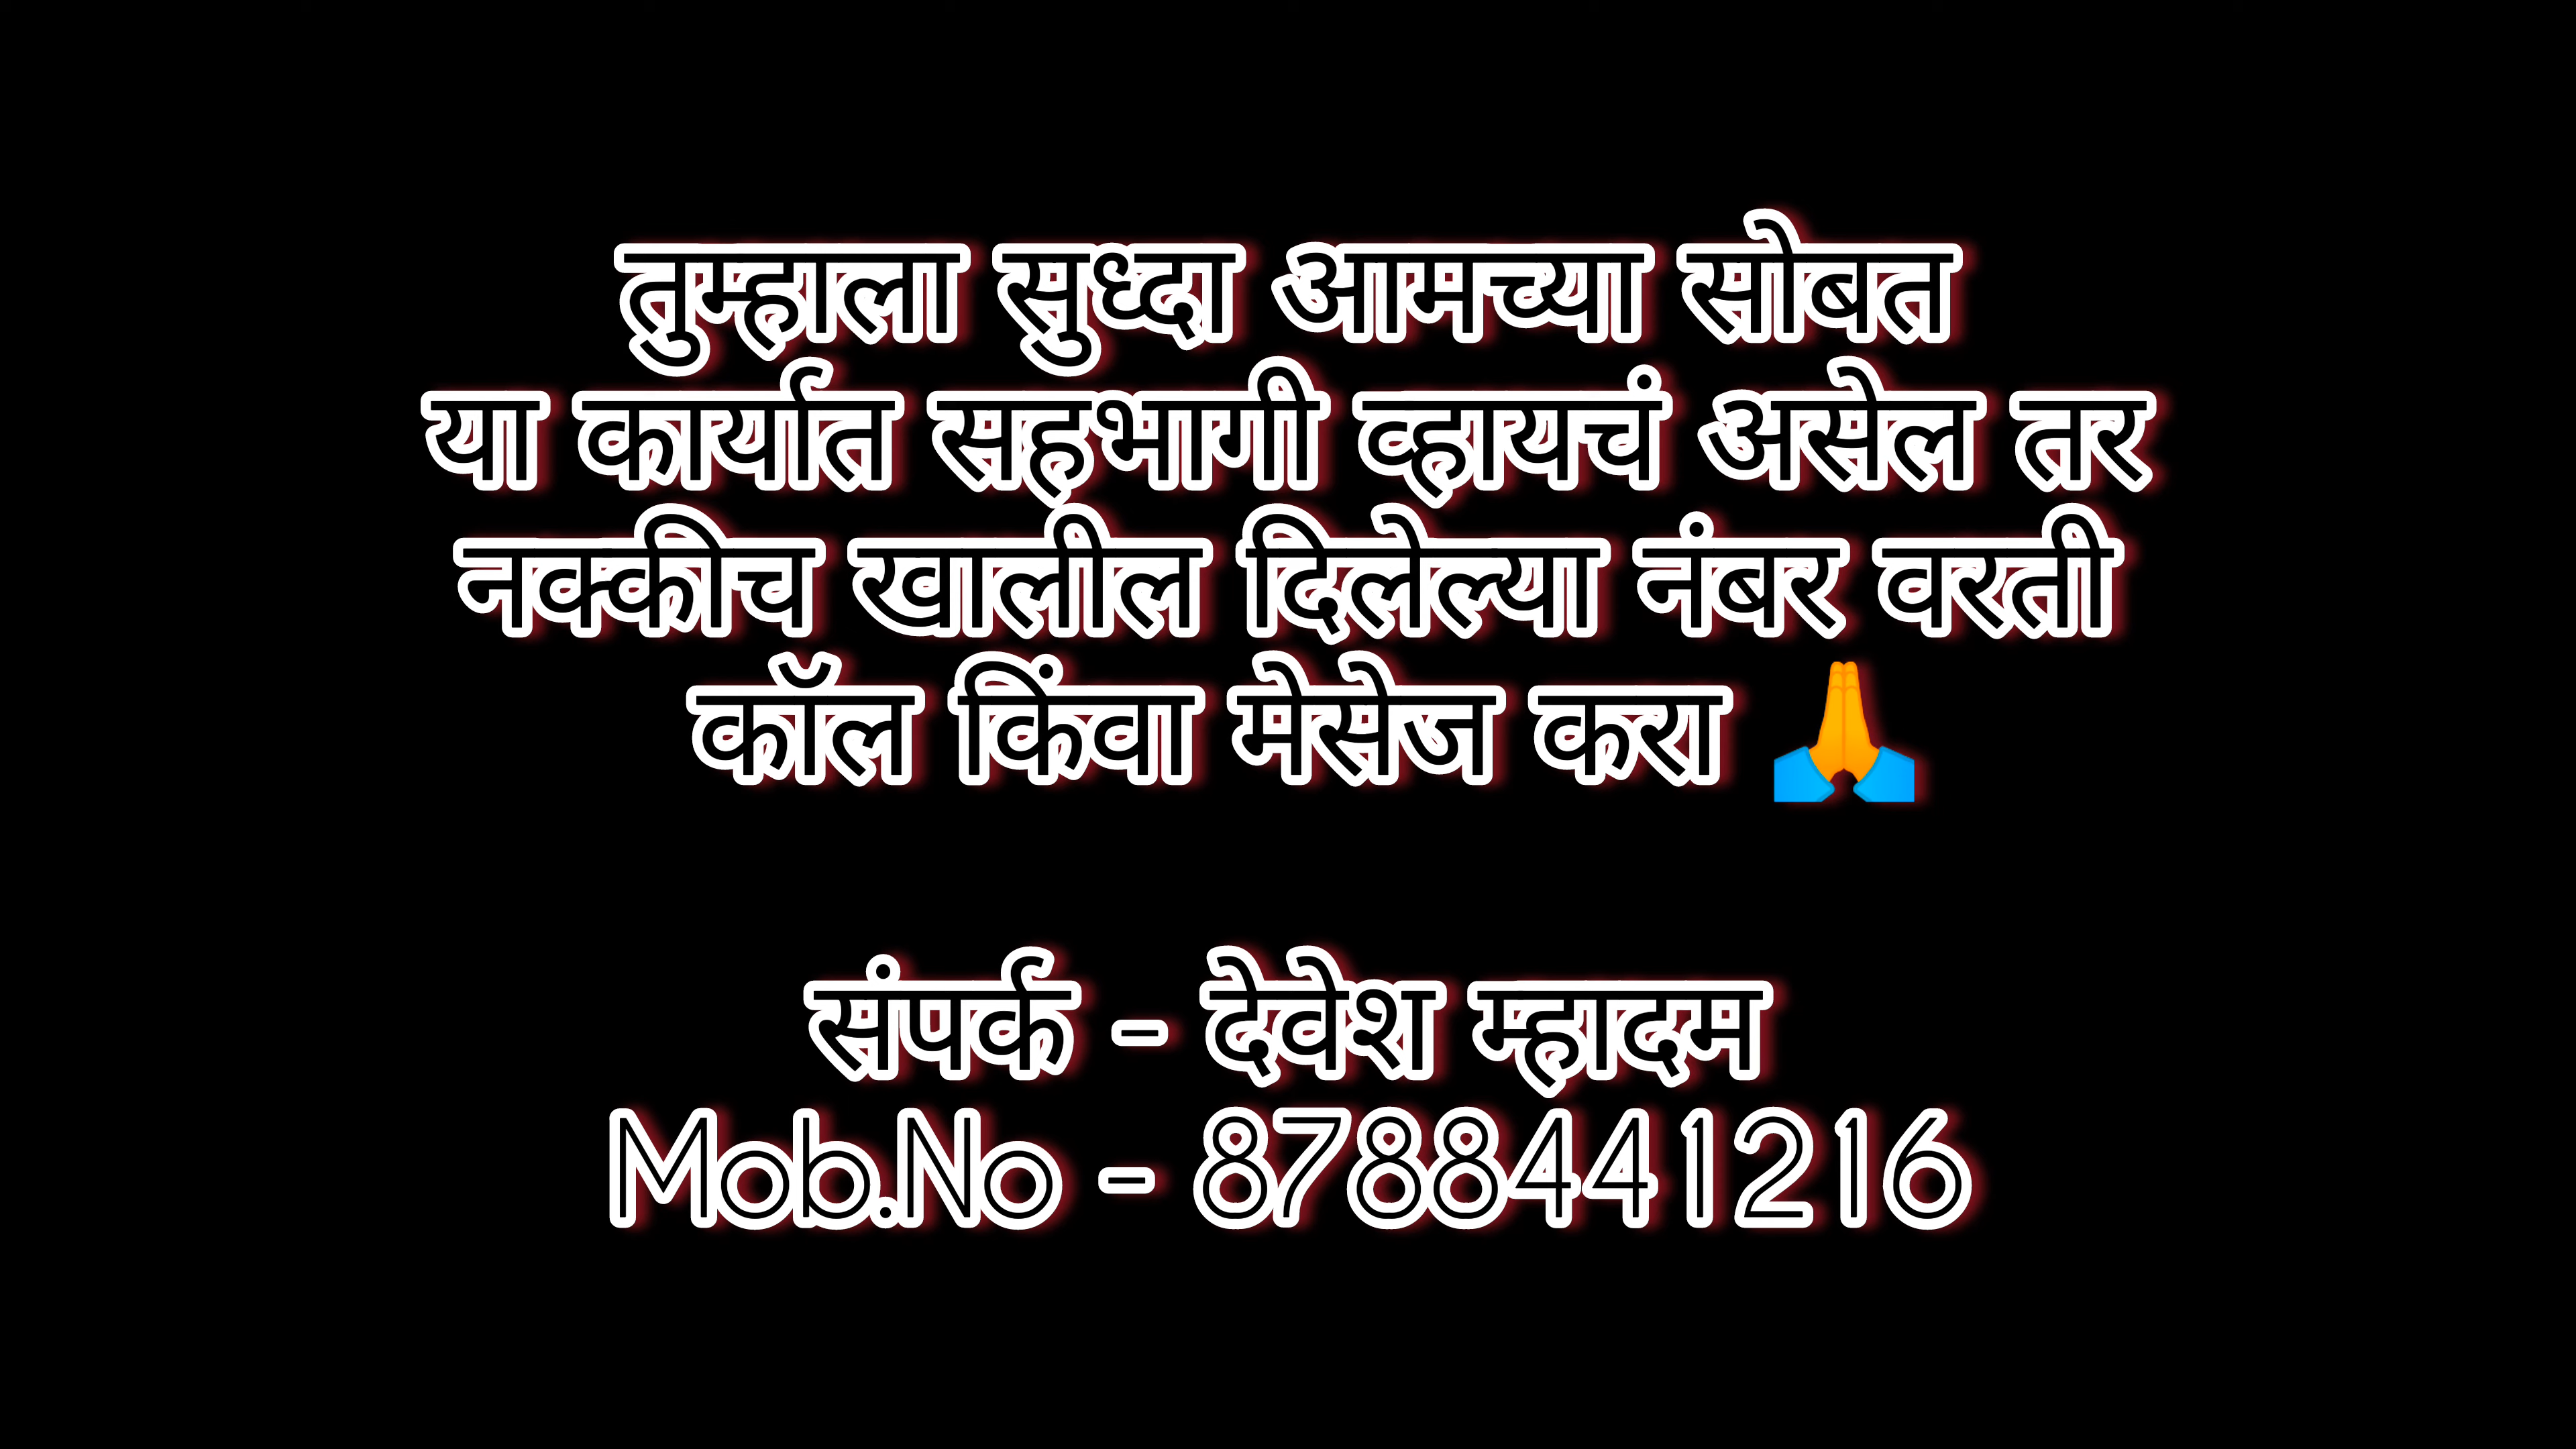 तुम्हाला सुध्दा आमच्या सोबत
या कार्यात सहभागी व्हायचं असेल तर
नक्कीच खालील दिलेल्या नंबर वरती
कॉल किंवा मेसेज करा 🙏
संपर्क - देवेश म्हादम
Mob.No - 8788441216